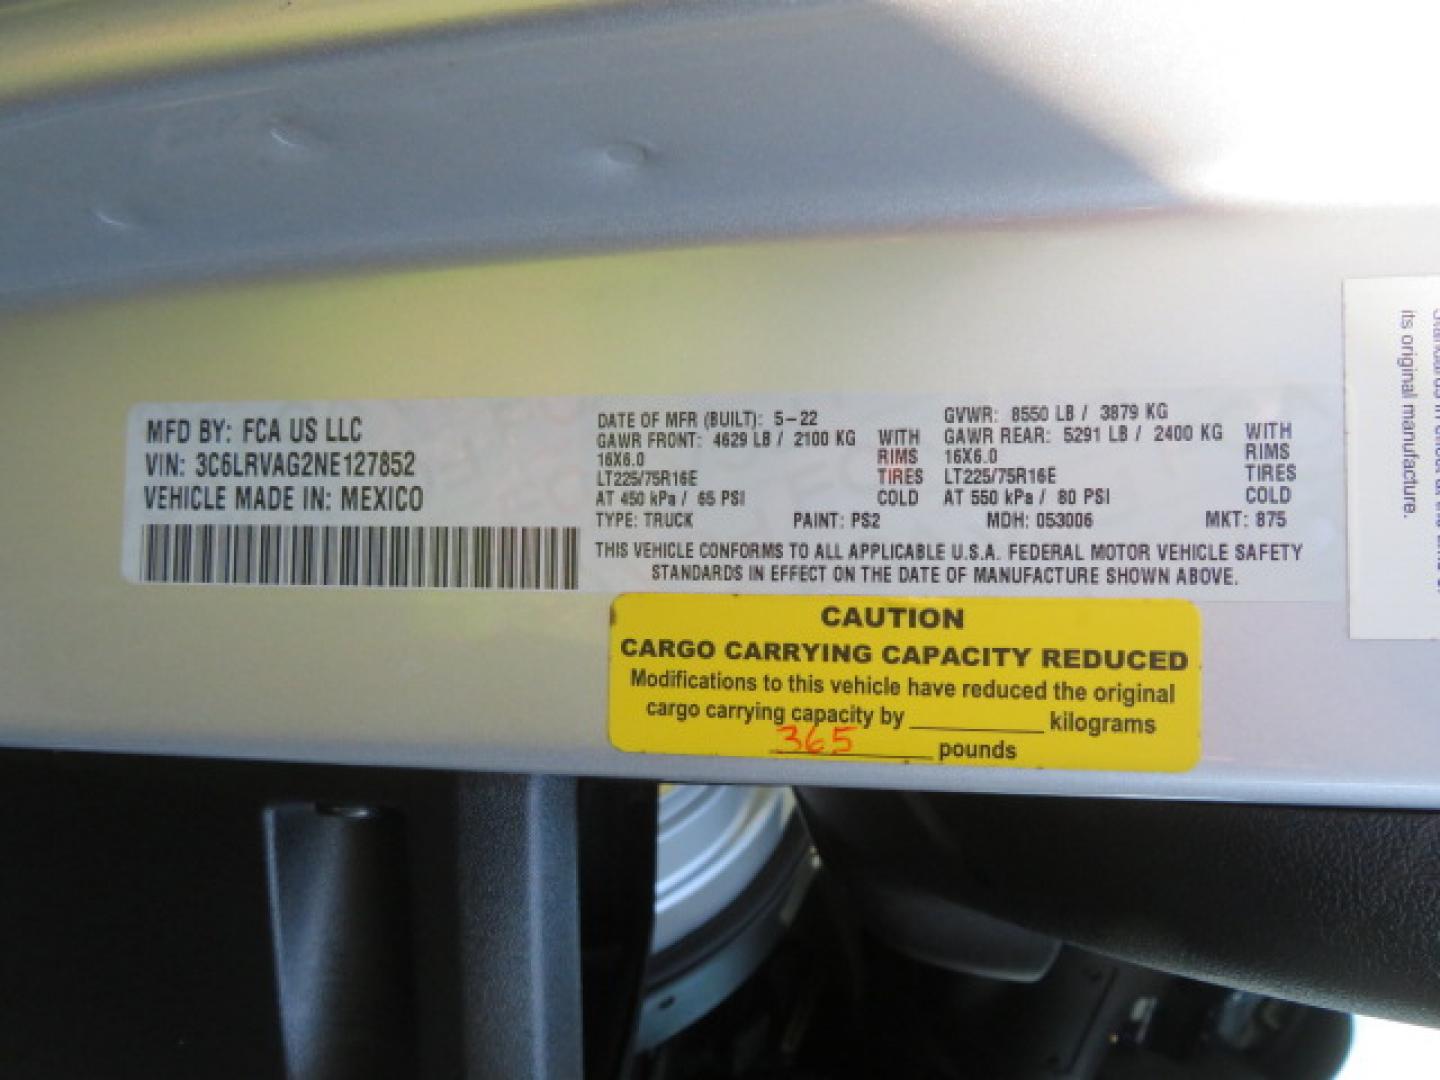 MFD BY: FCA US LLC
VIN: 3C6LRVAG2NE127852
VEHICLE MADE IN: MEXICO
DATE OF MFR (BUILT): 5-22
GAWR FRONT: 4629 LB / 2100 KG WITH
16X6.0 RIMS
LT225/75R16E TIRES
AT 450 kPa / 65 PSI COLD
GVWR: 8550 LB / 3879 KG
GAWR REAR: 5291 LB / 2400 KG WITH
16X6.0 RIMS
LT225/75R16E TIRES
AT 550 kPa / 80 PSI COLD
TYPE: TRUCK PAINT: PS2 MDH: 053006 MKT: 875
THIS VEHICLE CONFORMS TO ALL APPLICABLE U.S.A. FEDERAL MOTOR VEHICLE SAFETY
STANDARDS IN EFFECT ON THE DATE OF MANUFACTURE SHOWN ABOVE.
CAUTION
CARGO CARRYING CAPACITY REDUCED
Modifications to this vehicle have reduced the original
cargo carrying capacity by ________ kilograms
365 pounds
its original manufacture.